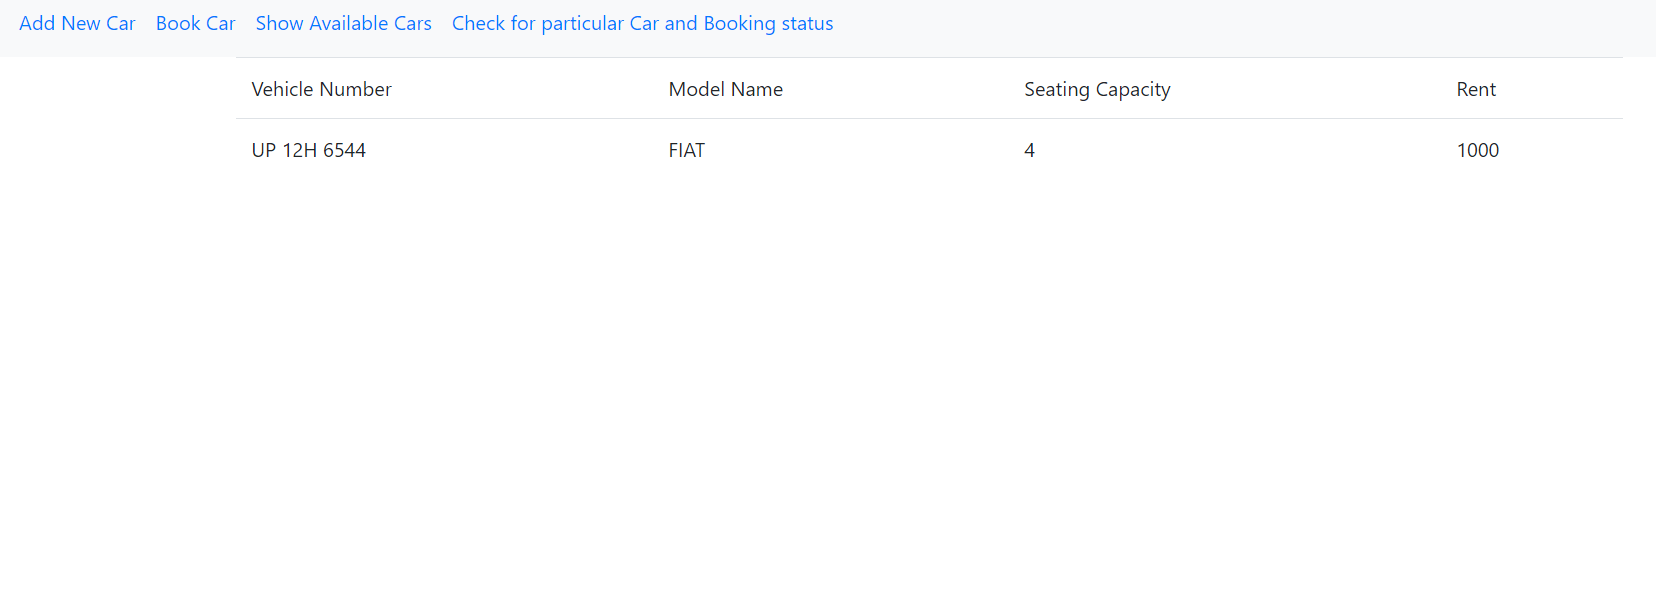 Add New Car Book Car Show Available Cars Check for particular Car and Booking status
Vehicle Number Model Name Seating Capacity Rent
UP 12H 6544 FIAT 4 1000